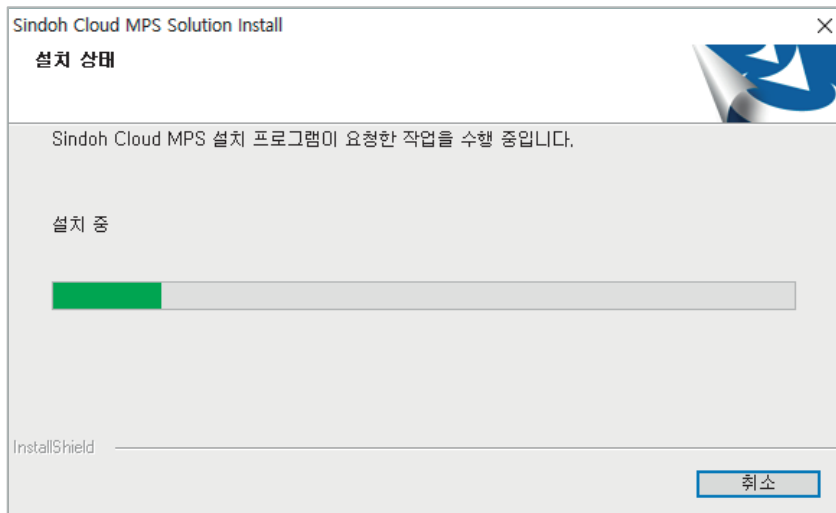 Sindoh Cloud MPS Solution Install
설치 상태
Sindoh Cloud MPS 설치 프로그램이 요청한 작업을 수행 중입니다.
설치 중
InstallShield
취소